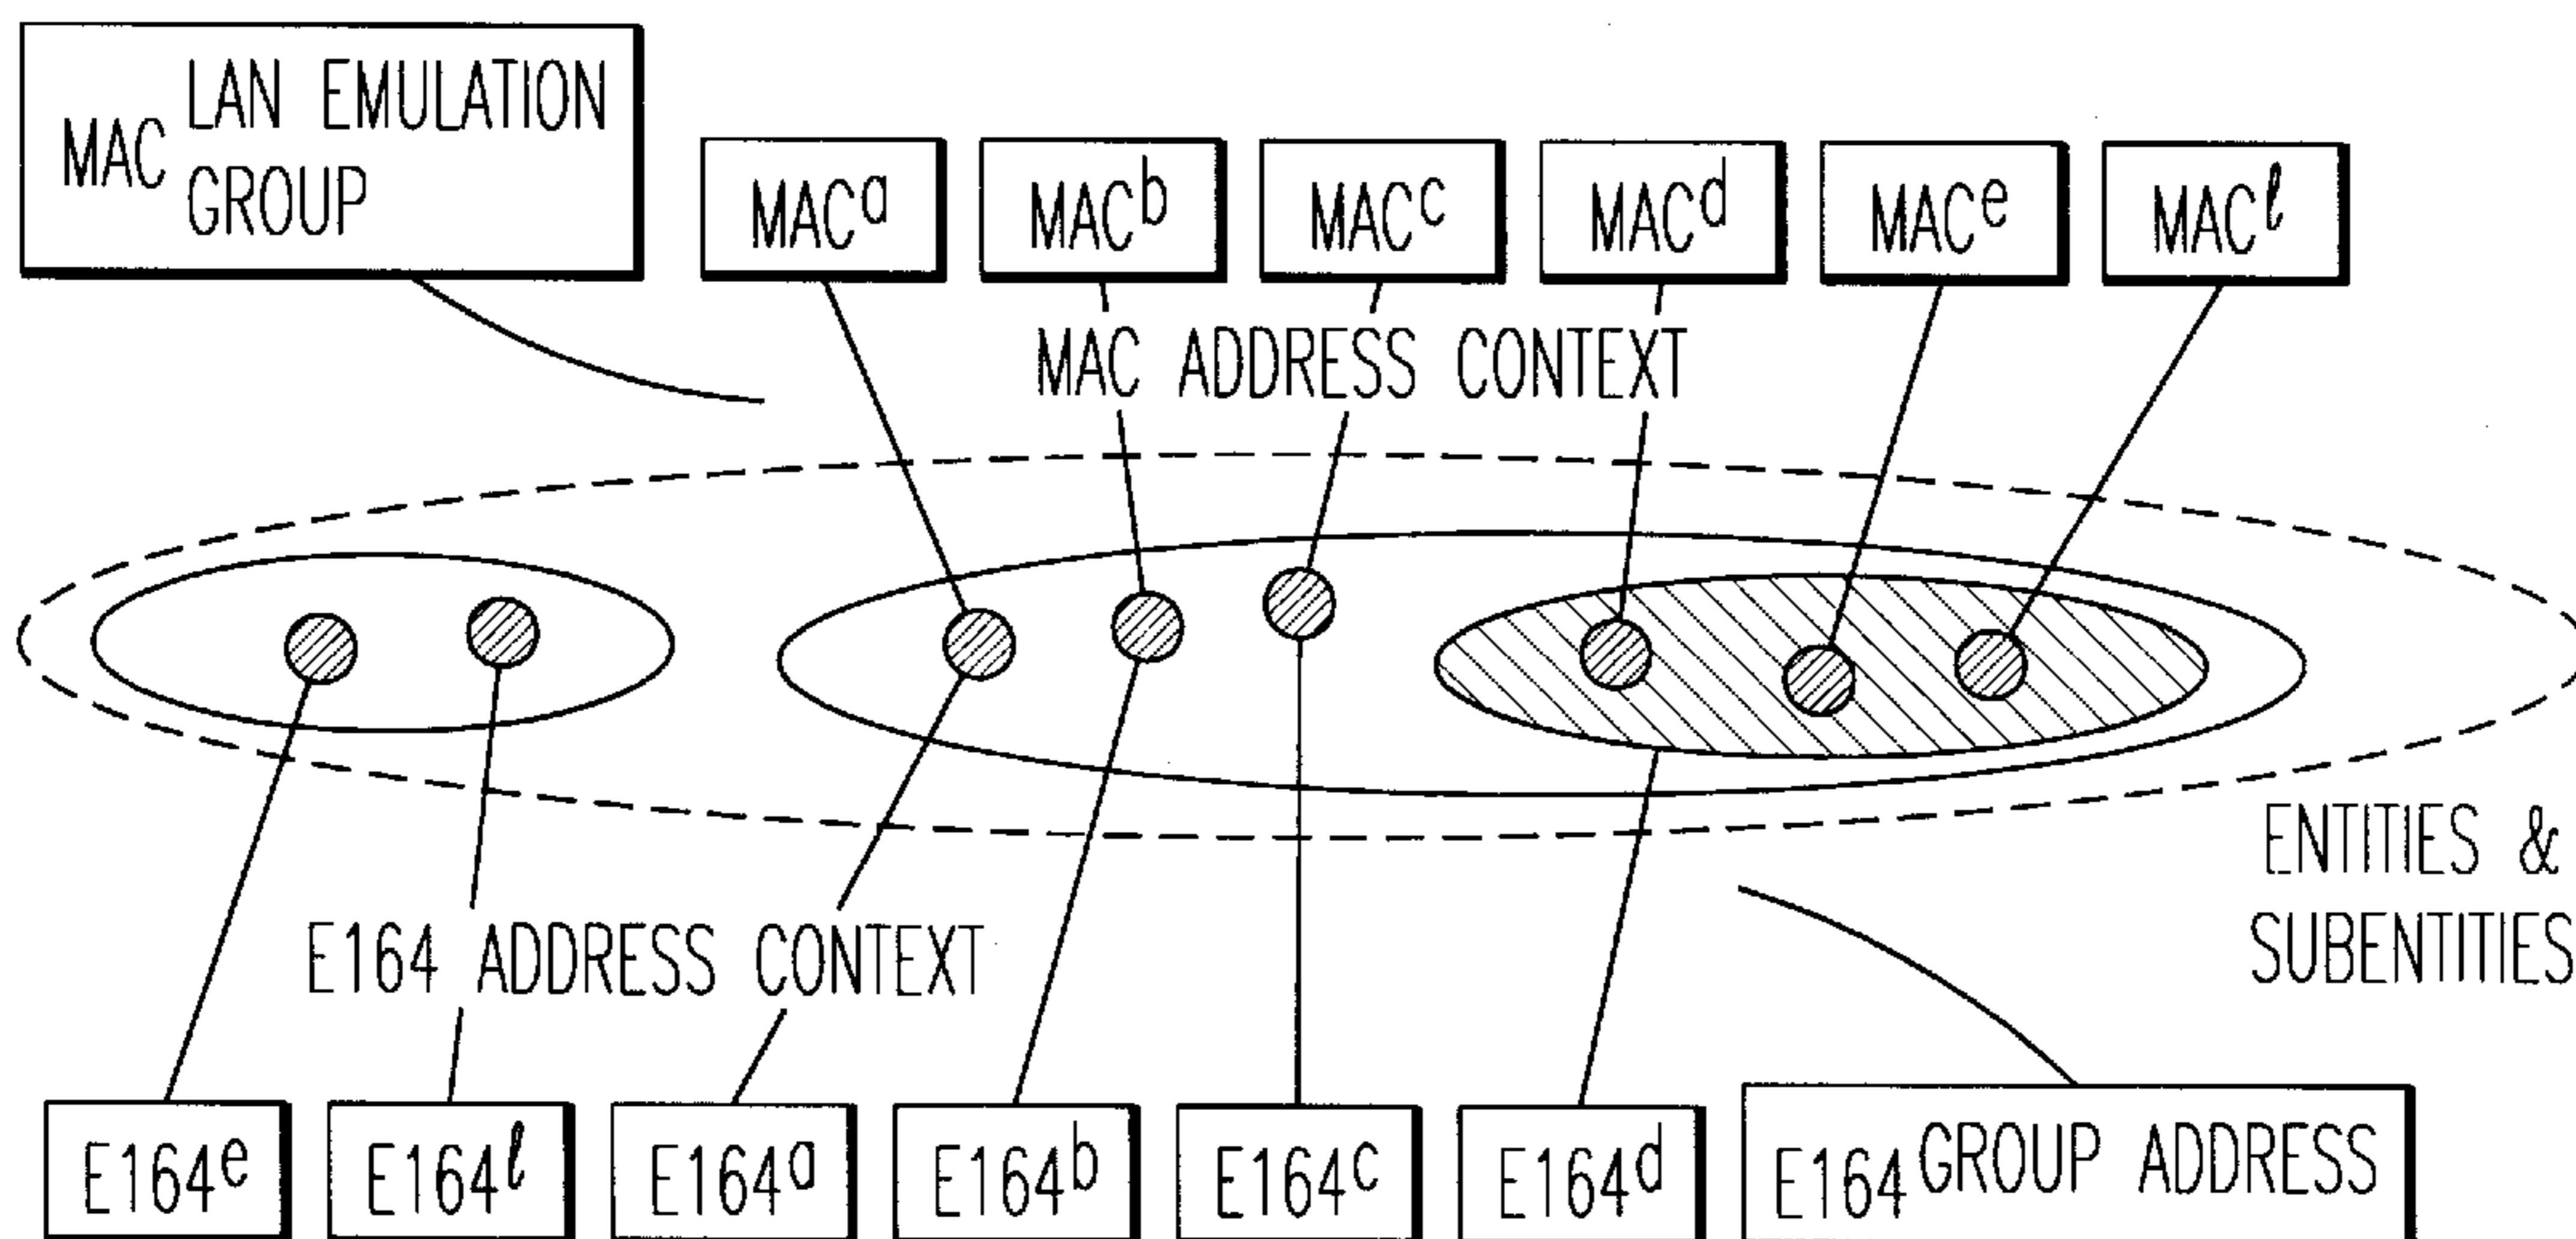 MAC LAN EMULATION GROUP
MACa MACb MACc MACd MACe MACl
MAC ADDRESS CONTEXT
ENTITIES &
SUBENTITIES
E164 ADDRESS CONTEXT
E164e E164l E164a E164b E164c E164d E164 GROUP ADDRESS